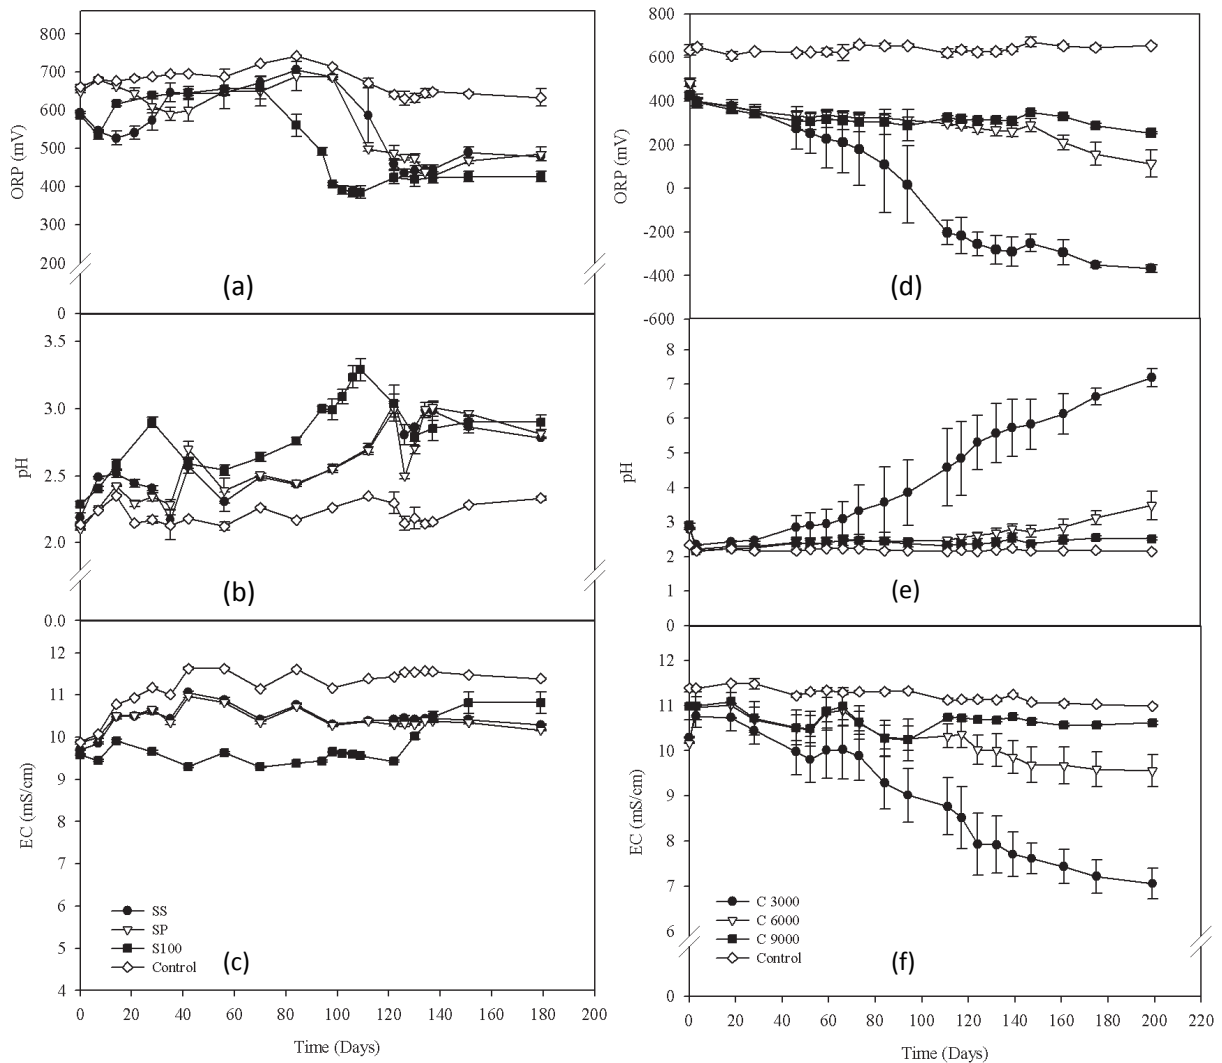 800
700
600
500
400
300
200
0
ORP (mV)
(a)
3.5
3.0
2.5
2.0
0.0
pH
(b)
12
11
10
9
8
7
6
5
4
EC (mS/cm)
SS
SP
S100
Control
(c)
0 20 40 60 80 100 120 140 160 180 200
Time (Days)
800
600
400
200
0
-200
-400
-600
ORP (mV)
(d)
8
7
6
5
4
3
2
1
0
pH
(e)
12
11
10
9
8
7
6
0
EC (mS/cm)
C 3000
C 6000
C 9000
Control
(f)
0 20 40 60 80 100 120 140 160 180 200 220
Time (Days)